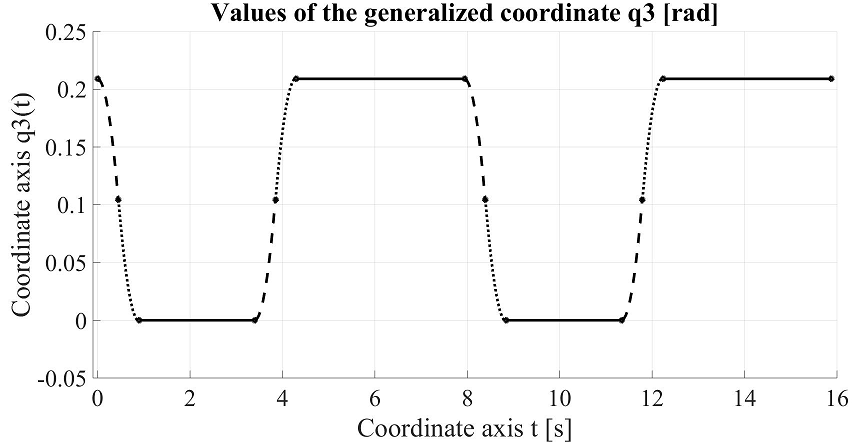 Values of the generalized coordinate q3 [rad]
Coordinate axis q3(t)
0.25
0.2
0.15
0.1
0.05
0
-0.05
0 2 4 6 8 10 12 14 16
Coordinate axis t [s]